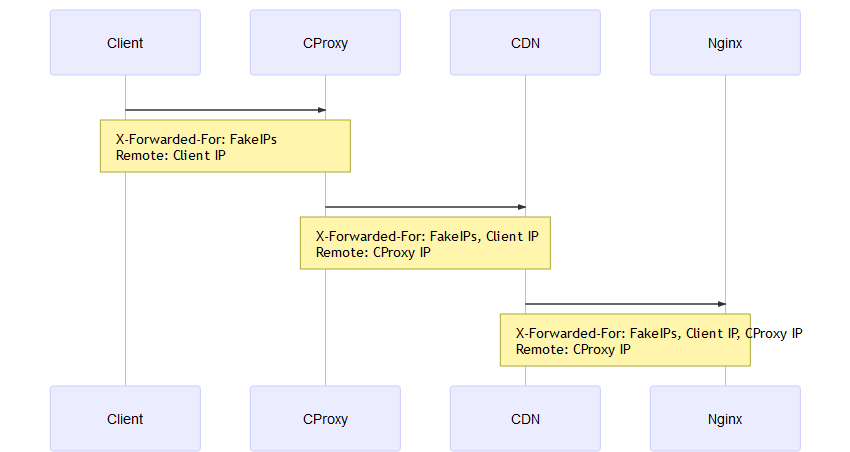 Client
CProxy
CDN
Nginx
X-Forwarded-For: FakeIPs
Remote: Client IP
X-Forwarded-For: FakeIPs, Client IP
Remote: CProxy IP
X-Forwarded-For: FakeIPs, Client IP, CProxy IP
Remote: CProxy IP
Client
CProxy
CDN
Nginx